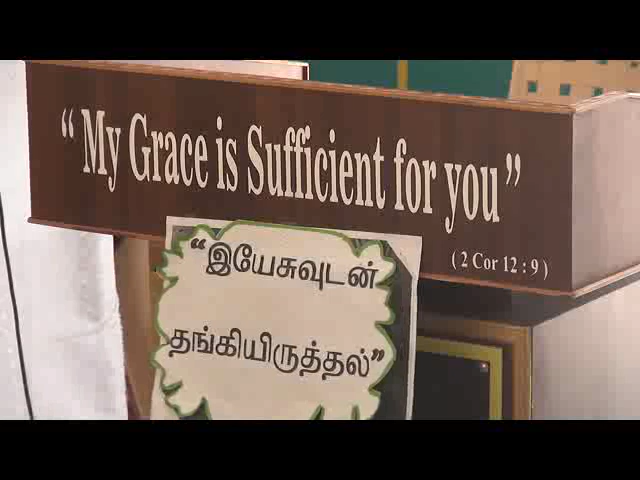 “ My Grace is Sufficient for you ”
( 2 Cor 12 : 9 )
“இயேசுவுடன்
தங்கியிருத்தல்”